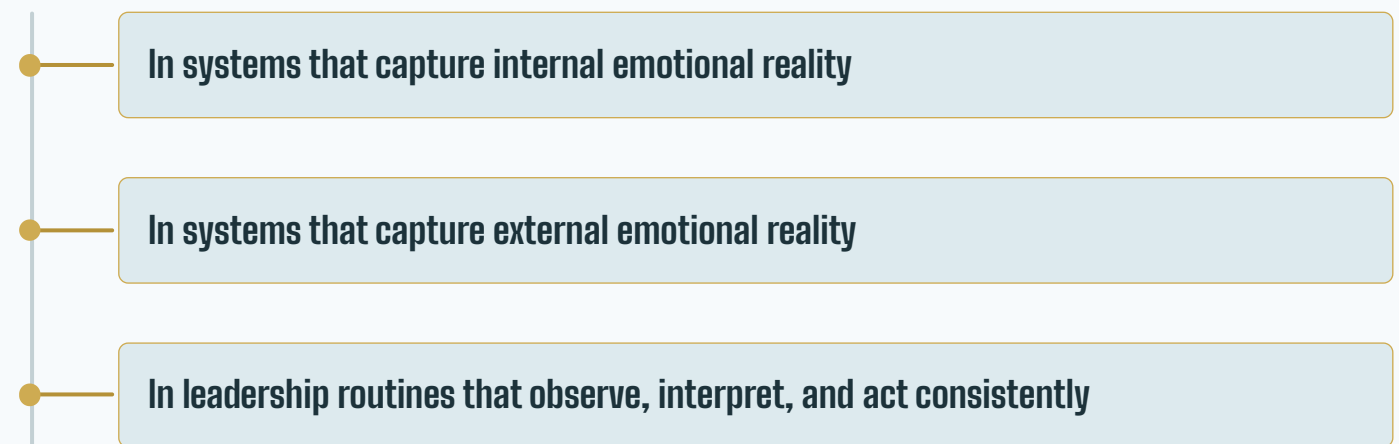 In systems that capture internal emotional reality
In systems that capture external emotional reality
In leadership routines that observe, interpret, and act consistently